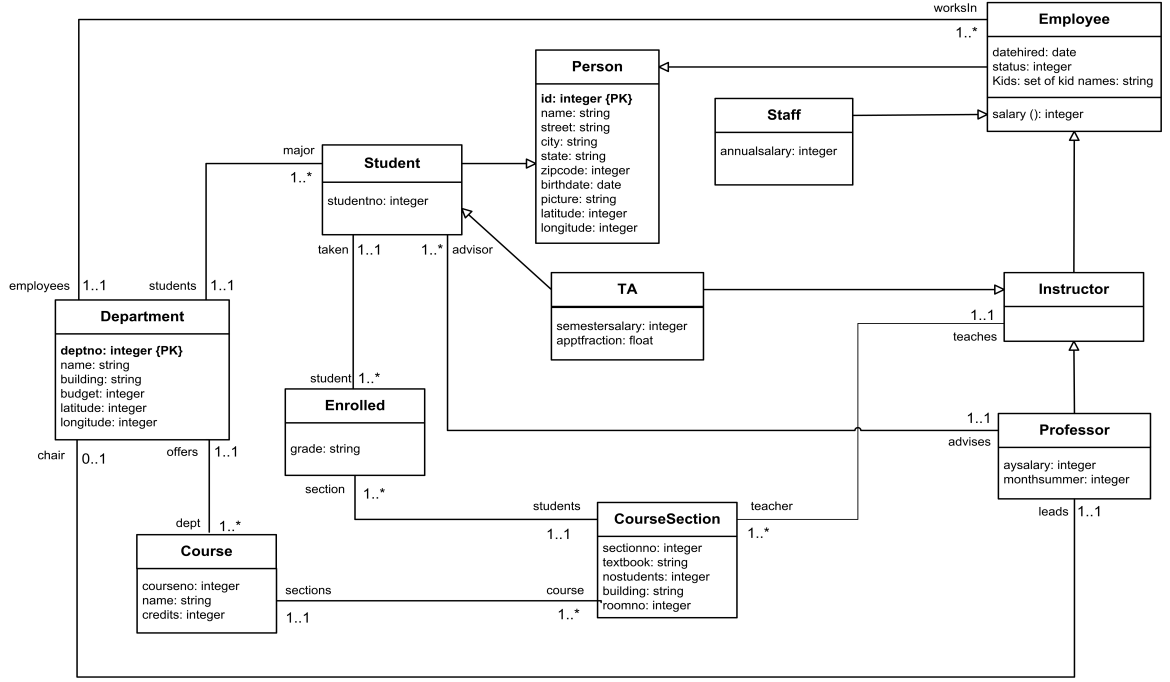 worksIn
1..*
Employee
datehired: date
status: integer
Kids: set of kid names: string
salary (): integer
Person
id: integer {PK}
name: string
street: string
city: string
state: string
zipcode: integer
birthdate: date
picture: string
latitude: integer
longitude: integer
Staff
annualsalary: integer
major
1..*
Student
studentno: integer
taken
1..1
1..*
advisor
employees
1..1
students
1..1
Department
deptno: integer {PK}
name: string
building: string
budget: integer
latitude: integer
longitude: integer
TA
semestersalary: integer
apptfraction: float
Instructor
1..1
teaches
student
1..*
Enrolled
grade: string
section
1..*
1..1
advises
Professor
aysalary: integer
monthsummer: integer
leads
1..1
chair
0..1
offers
1..1
dept
1..*
Course
courseno: integer
name: string
credits: integer
sections
1..1
students
1..1
CourseSection
sectionno: integer
textbook: string
nostudents: integer
building: string
roomno: integer
teacher
1..*
course
1..*